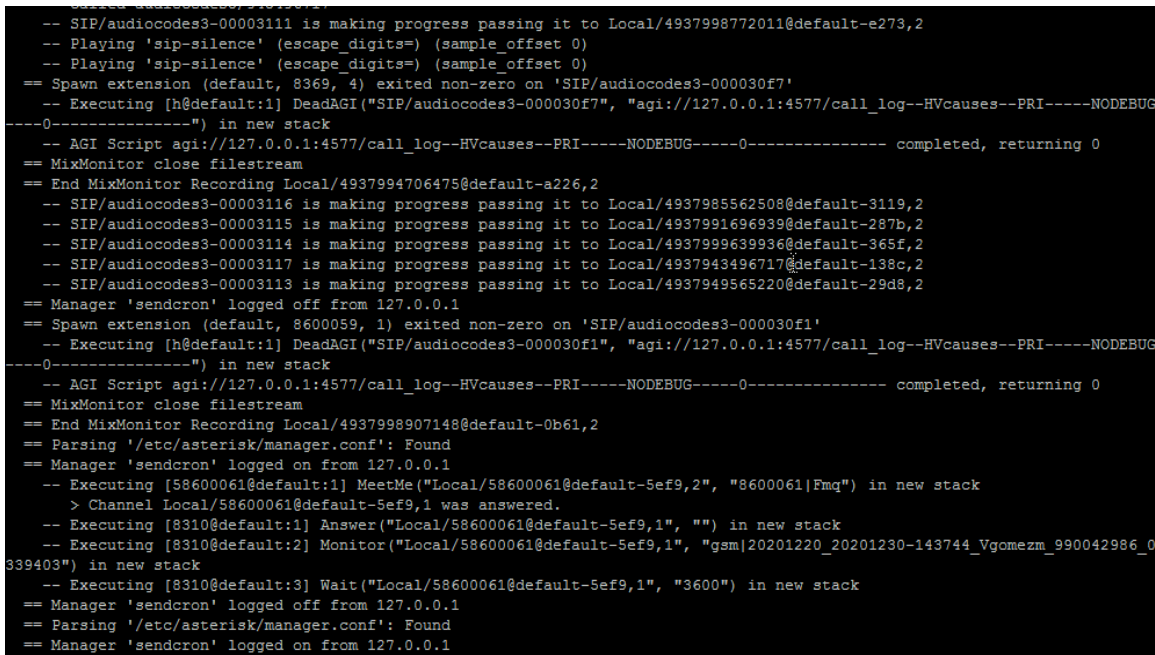 -- SIP/audiocodes3-00003111 is making progress passing it to Local/4937998772011@default-e273,2
-- Playing 'sip-silence' (escape_digits=) (sample_offset 0)
-- Playing 'sip-silence' (escape_digits=) (sample_offset 0)
== Spawn extension (default, 8369, 4) exited non-zero on 'SIP/audiocodes3-000030f7'
-- Executing [h@default:1] DeadAGI("SIP/audiocodes3-000030f7", "agi://127.0.0.1:4577/call_log--HVcauses--PRI-----NODEBUG
----0---------------") in new stack
-- AGI Script agi://127.0.0.1:4577/call_log--HVcauses--PRI-----NODEBUG-----0--------------- completed, returning 0
== MixMonitor close filestream
== End MixMonitor Recording Local/4937994706475@default-a226,2
-- SIP/audiocodes3-00003116 is making progress passing it to Local/4937985562508@default-3119,2
-- SIP/audiocodes3-00003115 is making progress passing it to Local/4937991696939@default-287b,2
-- SIP/audiocodes3-00003114 is making progress passing it to Local/4937999639936@default-365f,2
-- SIP/audiocodes3-00003117 is making progress passing it to Local/4937943496717@default-138c,2
-- SIP/audiocodes3-00003113 is making progress passing it to Local/4937949565220@default-29d8,2
== Manager 'sendcron' logged off from 127.0.0.1
== Spawn extension (default, 8600059, 1) exited non-zero on 'SIP/audiocodes3-000030f1'
-- Executing [h@default:1] DeadAGI("SIP/audiocodes3-000030f1", "agi://127.0.0.1:4577/call_log--HVcauses--PRI-----NODEBUG
----0---------------") in new stack
-- AGI Script agi://127.0.0.1:4577/call_log--HVcauses--PRI-----NODEBUG-----0--------------- completed, returning 0
== MixMonitor close filestream
== End MixMonitor Recording Local/4937998907148@default-0b61,2
== Parsing '/etc/asterisk/manager.conf': Found
== Manager 'sendcron' logged on from 127.0.0.1
-- Executing [58600061@default:1] MeetMe("Local/58600061@default-5ef9,2", "8600061|Fmq") in new stack
> Channel Local/58600061@default-5ef9,1 was answered.
-- Executing [8310@default:1] Answer("Local/58600061@default-5ef9,1", "") in new stack
-- Executing [8310@default:2] Monitor("Local/58600061@default-5ef9,1", "gsm|20201220_20201230-143744_Vgomezm_990042986_0
339403") in new stack
-- Executing [8310@default:3] Wait("Local/58600061@default-5ef9,1", "3600") in new stack
== Manager 'sendcron' logged off from 127.0.0.1
== Parsing '/etc/asterisk/manager.conf': Found
== Manager 'sendcron' logged on from 127.0.0.1